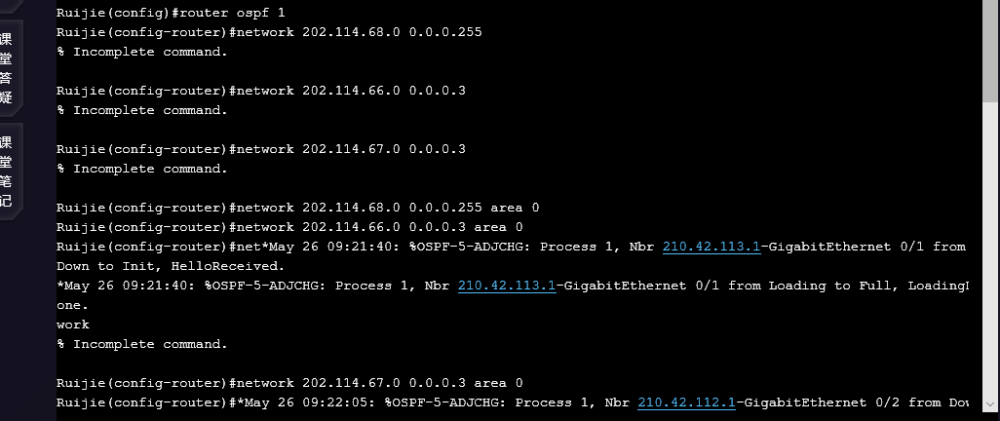 课堂答疑
课堂笔记
Ruijie(config)#router ospf 1
Ruijie(config-router)#network 202.114.68.0 0.0.0.255
% Incomplete command.
Ruijie(config-router)#network 202.114.66.0 0.0.0.3
% Incomplete command.
Ruijie(config-router)#network 202.114.67.0 0.0.0.3
% Incomplete command.
Ruijie(config-router)#network 202.114.68.0 0.0.0.255 area 0
Ruijie(config-router)#network 202.114.66.0 0.0.0.3 area 0
Ruijie(config-router)#net*May 26 09:21:40: %OSPF-5-ADJCHG: Process 1, Nbr 210.42.113.1-GigabitEthernet 0/1 from
Down to Init, HelloReceived.
*May 26 09:21:40: %OSPF-5-ADJCHG: Process 1, Nbr 210.42.113.1-GigabitEthernet 0/1 from Loading to Full, LoadingD
one.
work
% Incomplete command.
Ruijie(config-router)#network 202.114.67.0 0.0.0.3 area 0
Ruijie(config-router)#*May 26 09:22:05: %OSPF-5-ADJCHG: Process 1, Nbr 210.42.112.1-GigabitEthernet 0/2 from Dow